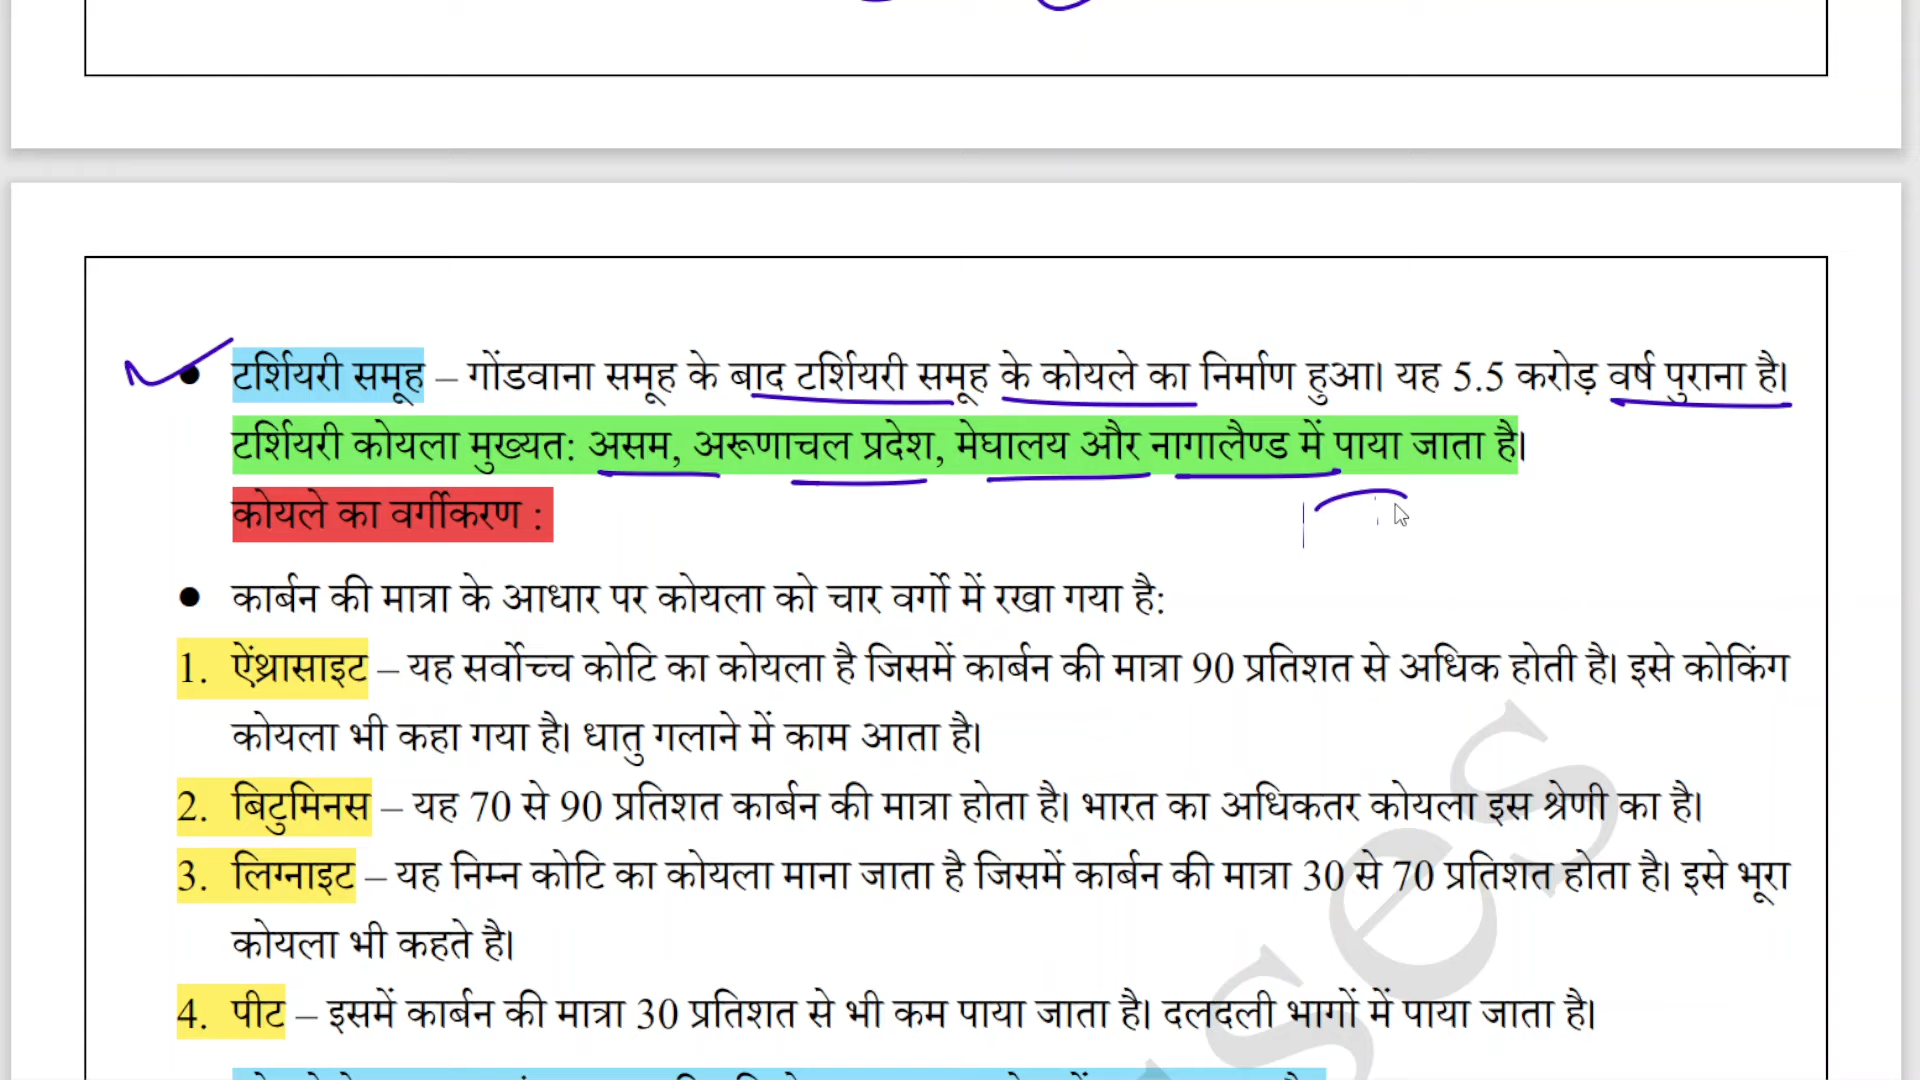 ● टर्शियरी समूह – गोंडवाना समूह के बाद टर्शियरी समूह के कोयले का निर्माण हुआ। यह 5.5 करोड़ वर्ष पुराना है।
टर्शियरी कोयला मुख्यत: असम, अरूणाचल प्रदेश, मेघालय और नागालैण्ड में पाया जाता है।
कोयले का वर्गीकरण :
● कार्बन की मात्रा के आधार पर कोयला को चार वर्गो में रखा गया है:
1. ऐंथ्रासाइट – यह सर्वोच्च कोटि का कोयला है जिसमें कार्बन की मात्रा 90 प्रतिशत से अधिक होती है। इसे कोकिंग
कोयला भी कहा गया है। धातु गलाने में काम आता है।
2. बिटुमिनस – यह 70 से 90 प्रतिशत कार्बन की मात्रा होता है। भारत का अधिकतर कोयला इस श्रेणी का है।
3. लिग्नाइट – यह निम्न कोटि का कोयला माना जाता है जिसमें कार्बन की मात्रा 30 से 70 प्रतिशत होता है। इसे भूरा
कोयला भी कहते है।
4. पीट – इसमें कार्बन की मात्रा 30 प्रतिशत से भी कम पाया जाता है। दलदली भागों में पाया जाता है।
ses